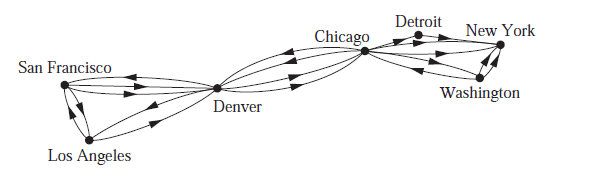 Detroit
New York
Chicago
San Francisco
Washington
Denver
Los Angeles